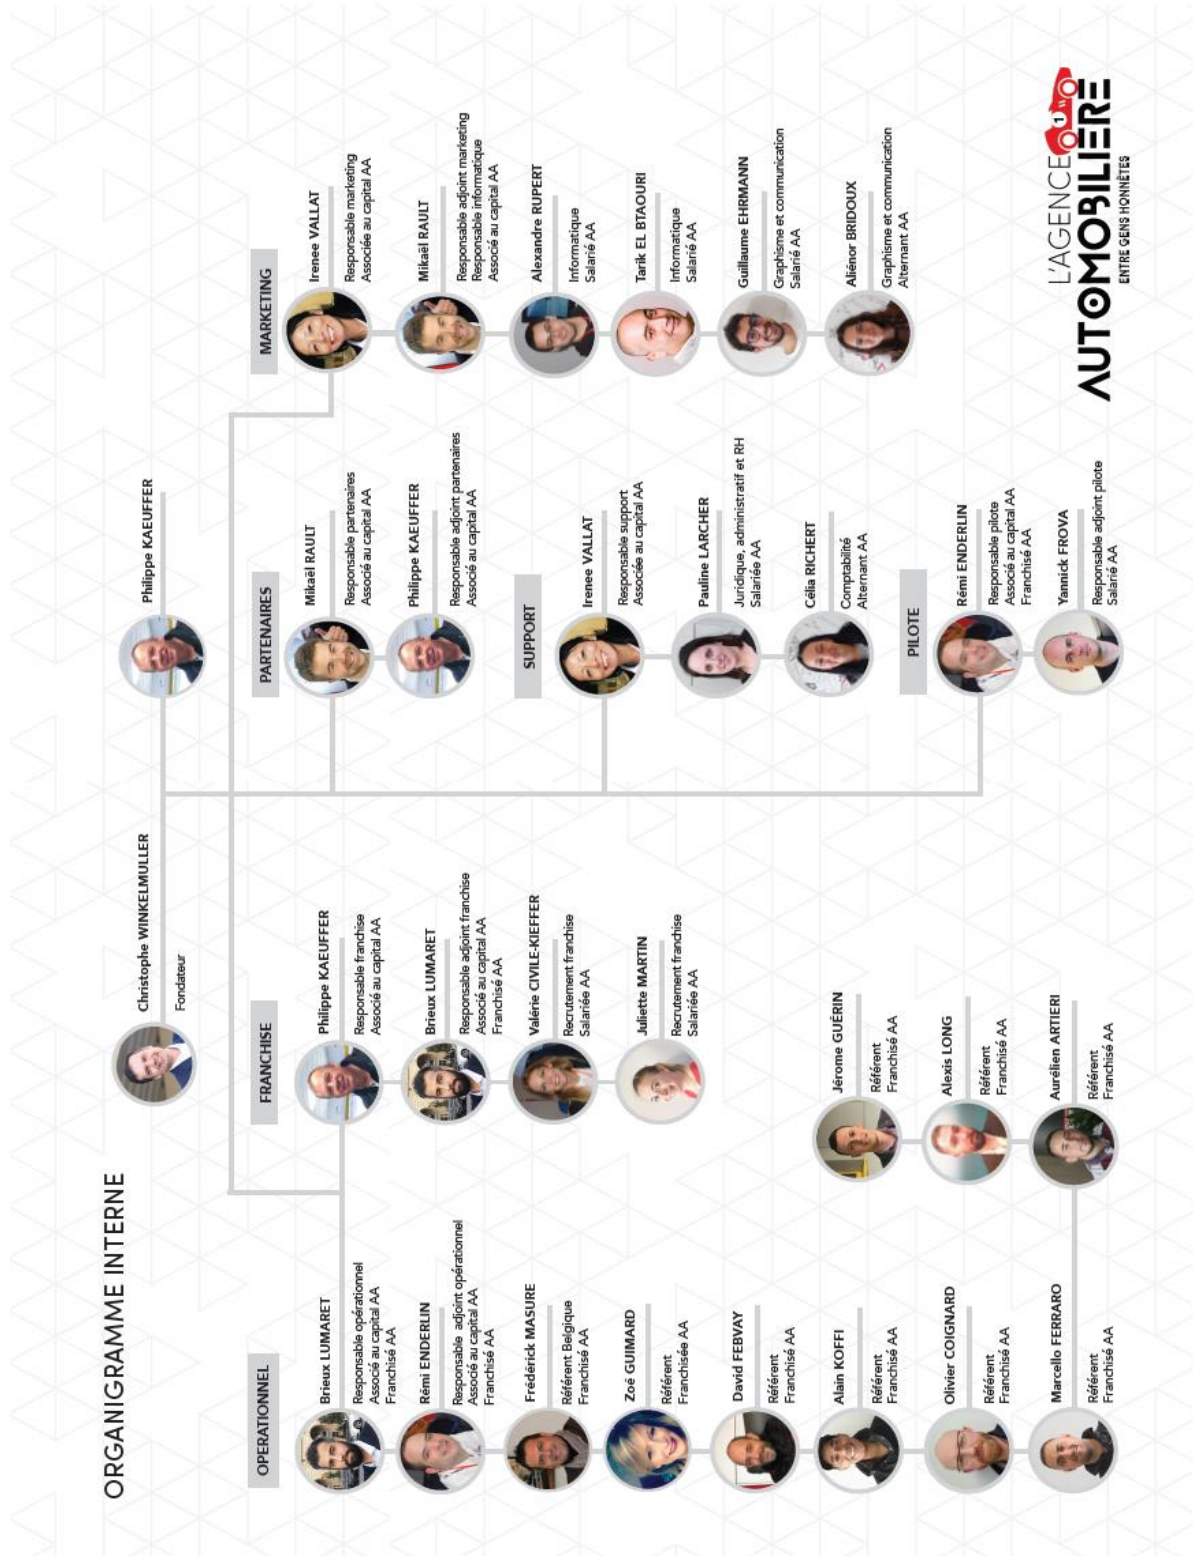 ORGANIGRAMME INTERNE
Christophe WINKELMULLER
Fondateur
Philippe KAEUFFER
OPERATIONNEL
Brieux LUMARET
Responsable opérationnel
Associé au capital AA
Franchisé AA
Rémi ENDERLIN
Responsable adjoint opérationnel
Associé au capital AA
Franchisé AA
Frédérick MASURE
Référent Belgique
Franchisé AA
Zoé GUIMARD
Référent
Franchisée AA
David FEBVAY
Référent
Franchisé AA
Alain KOFFI
Référent
Franchisé AA
Olivier COIGNARD
Référent
Franchisé AA
Marcello FERRARO
Référent
Franchisé AA
Jérome GUÉRIN
Référent
Franchisé AA
Alexis LONG
Référent
Franchisé AA
Aurélien ARTIERI
Référent
Franchisé AA
FRANCHISE
Philippe KAEUFFER
Responsable franchise
Associé au capital AA
Brieux LUMARET
Responsable adjoint franchise
Associé au capital AA
Franchisé AA
Valérie CIVILE-KIEFFER
Recrutement franchise
Salariée AA
Juliette MARTIN
Recrutement franchise
Salariée AA
PARTENAIRES
Mikaël RAULT
Responsable partenaires
Associé au capital AA
Philippe KAEUFFER
Responsable adjoint partenaires
Associé au capital AA
SUPPORT
Irenee VALLAT
Responsable support
Associée au capital AA
Pauline LARCHER
Juridique, administratif et RH
Salariée AA
Célia RICHERT
Comptabilité
Alternant AA
PILOTE
Rémi ENDERLIN
Responsable pilote
Associé au capital AA
Franchisé AA
Yannick FROVA
Responsable adjoint pilote
Salarié AA
MARKETING
Irenee VALLAT
Responsable marketing
Associée au capital AA
Mikaël RAULT
Responsable adjoint marketing
Responsable informatique
Associé au capital AA
Alexandre RUPERT
Informatique
Salarié AA
Tarik EL BTAOURI
Informatique
Salarié AA
Guillaume EHRMANN
Graphisme et communication
Salarié AA
Aliénor BRIDOUX
Graphisme et communication
Alternant AA
L'AGENCE
1
AUTOMOBILIERE
ENTRE GENS HONNÊTES